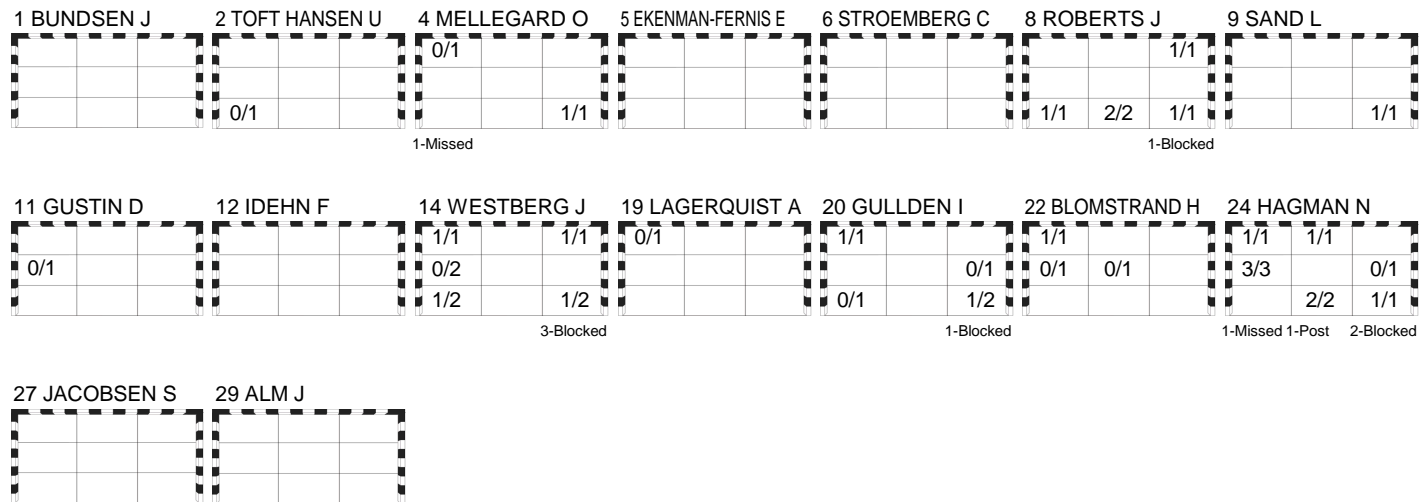 1 BUNDSEN J 2 TOFT HANSEN U 4 MELLEGARD O 5 EKENMAN-FERNIS E 6 STROEMBERG C 8 ROBERTS J 9 SAND L
0/1 1/1
0/1 1/1 1/1 2/2 1/1 1/1
1-Missed 1-Blocked
11 GUSTIN D 12 IDEHN F 14 WESTBERG J 19 LAGERQUIST A 20 GULLDEN I 22 BLOMSTRAND H 24 HAGMAN N
1/1 1/1 0/1 1/1 1/1 1/1 1/1
0/1 0/2 0/1 0/1 0/1 3/3 0/1
1/2 1/2 0/1 1/2 2/2 1/1
3-Blocked 1-Blocked 1-Missed 1-Post 2-Blocked
27 JACOBSEN S 29 ALM J